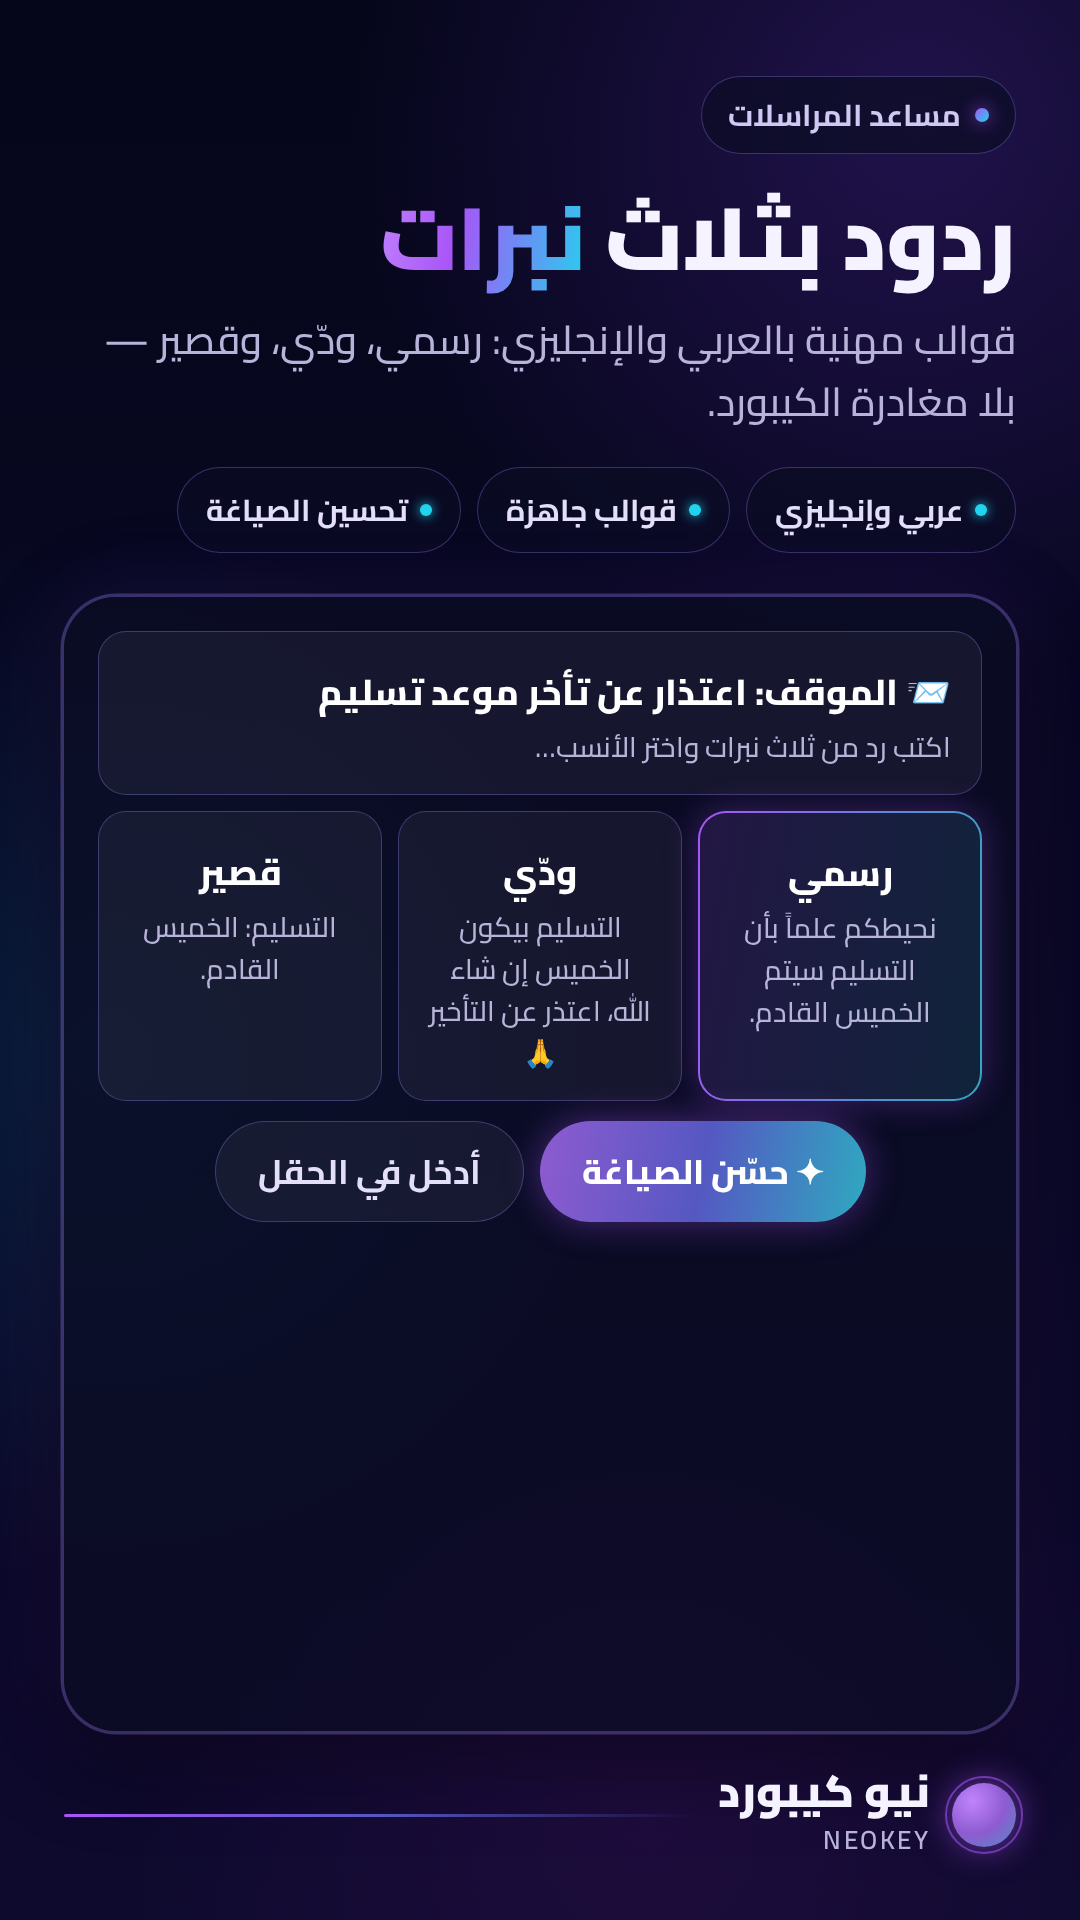 مساعد المراسلات
ردود بثلاث نبرات
قوالب مهنية بالعربي والإنجليزي: رسمي، ودّي، وقصير —
بلا مغادرة الكيبورد.
عربي وإنجليزي
قوالب جاهزة
تحسين الصياغة
📨 الموقف: اعتذار عن تأخر موعد تسليم
اكتب رد من ثلاث نبرات واختر الأنسب...
رسمي
نحيطكم علماً بأن
التسليم سيتم
الخميس القادم.
ودّي
التسليم بيكون
الخميس إن شاء
الله، اعتذر عن التأخير
🙏
قصير
التسليم: الخميس
القادم.
✦ حسّن الصياغة
أدخل في الحقل
نيو كيبورد
NEOKEY